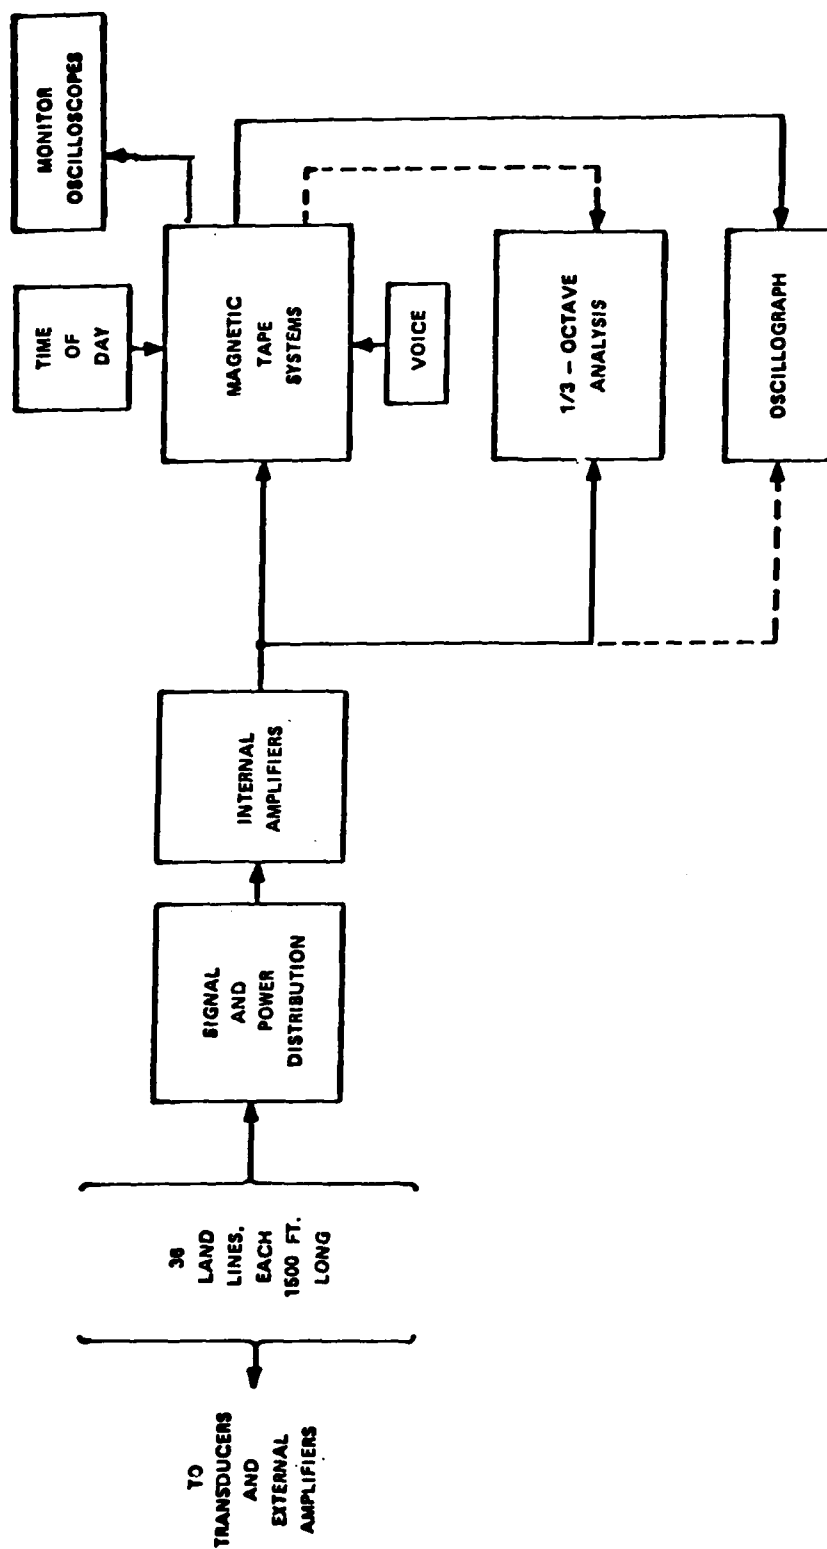 TO
TRANSDUCERS
AND
EXTERNAL
AMPLIFIERS
LAND
LINES,
EACH
1500 FT.
LONG
SIGNAL
AND
POWER
DISTRIBUTION
INTERNAL
AMPLIFIERS
TIME
OF
DAY
MONITOR
OSCILLOSCOPES
MAGNETIC
TAPE
SYSTEMS
VOICE
1/3 – OCTAVE
ANALYSIS
OSCILLOGRAPH